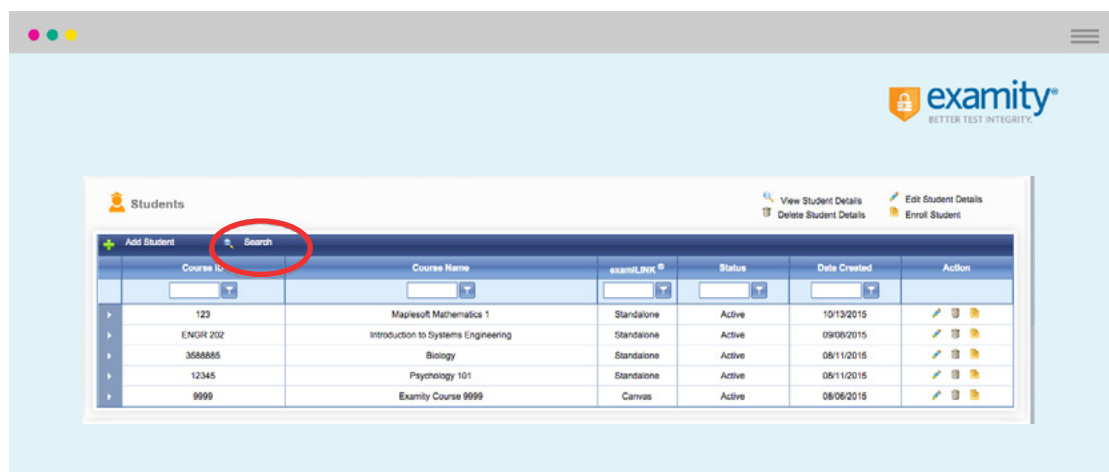 examity®
BETTER TEST INTEGRITY.
Students
View Student Details
Edit Student Details
Delete Student Details
Enroll Student
Add Student Search
Course ID Course Name examiLINK ® Status Date Created Action
123 Maplesoft Mathematics 1 Standalone Active 10/13/2015
ENGR 202 Introduction to Systems Engineering Standalone Active 09/08/2015
3588885 Biology Standalone Active 08/11/2015
12345 Psychology 101 Standalone Active 08/11/2015
9999 Examity Course 9999 Canvas Active 08/06/2015